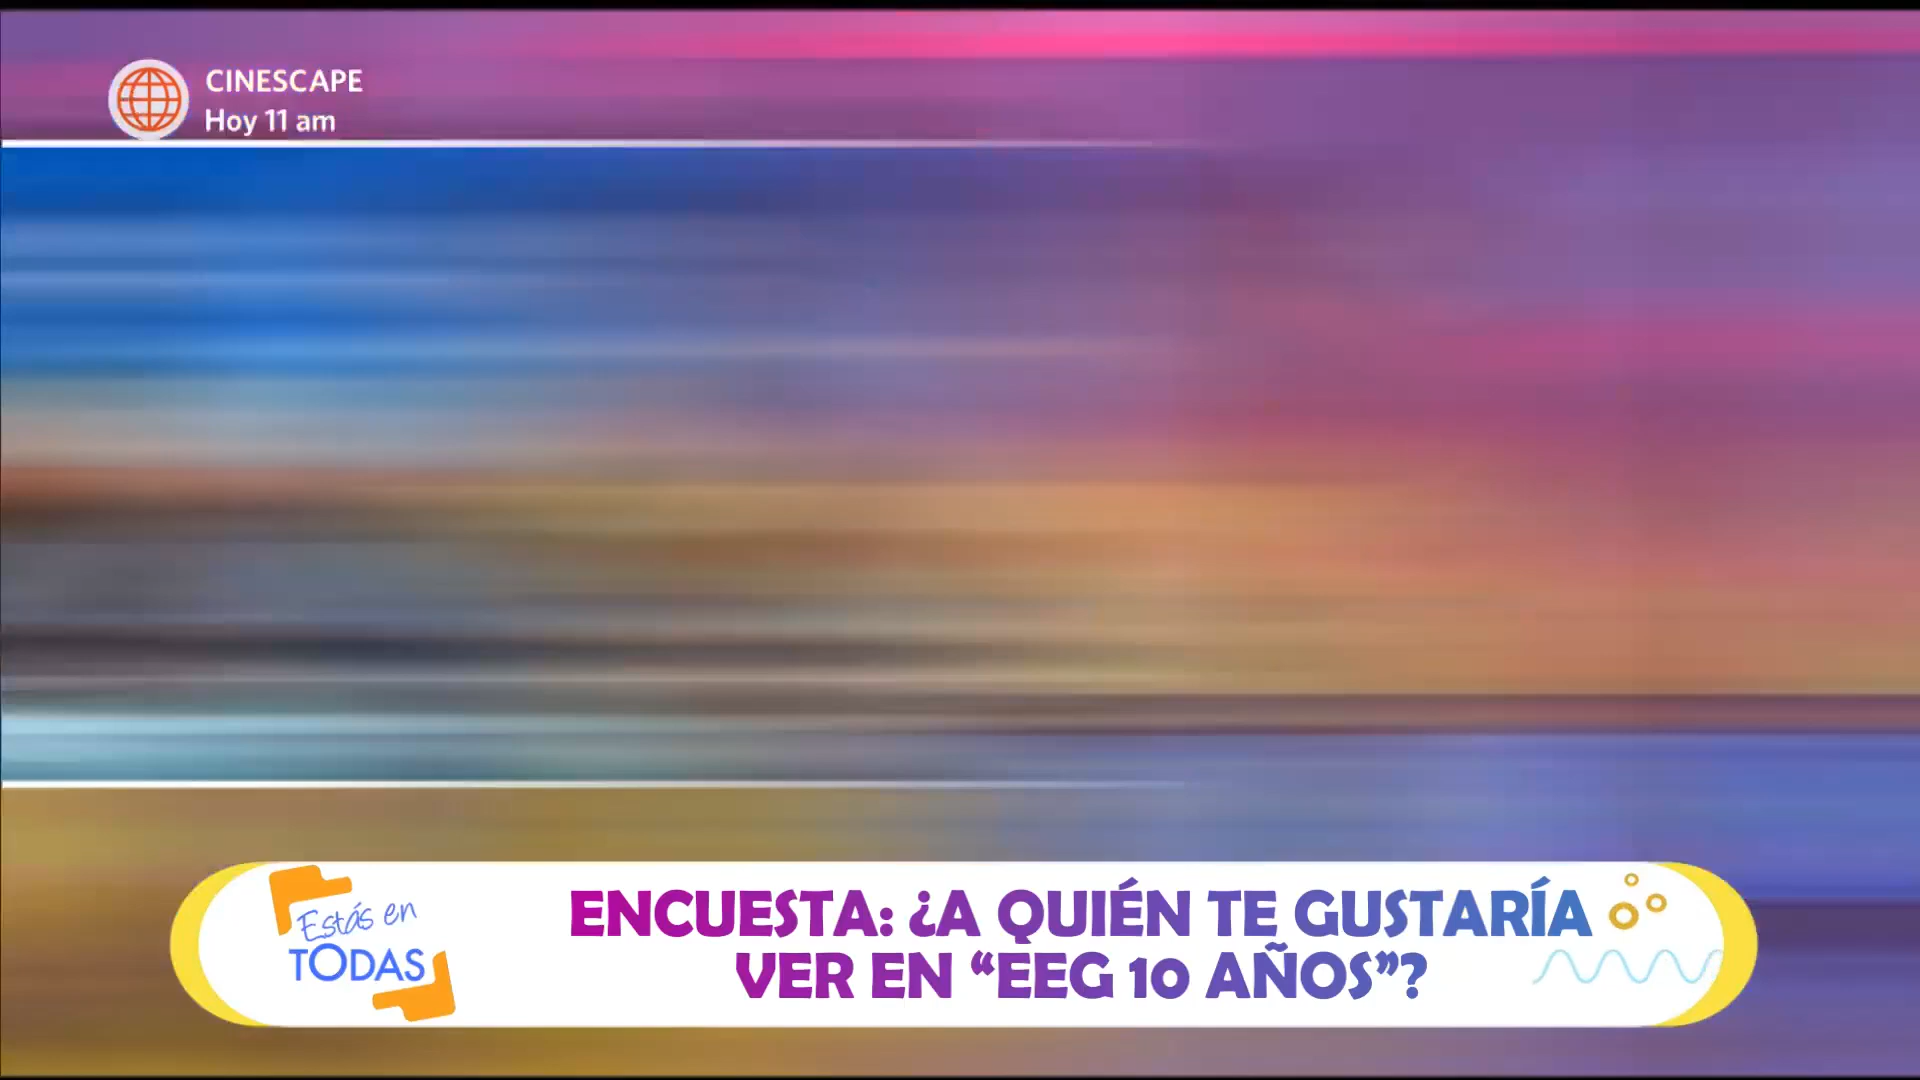 CINESCAPE
Hoy 11 am
Estás en
TODAS
ENCUESTA: ¿A QUIÉN TE GUSTARÍA
VER EN “EEG 10 AÑOS”?